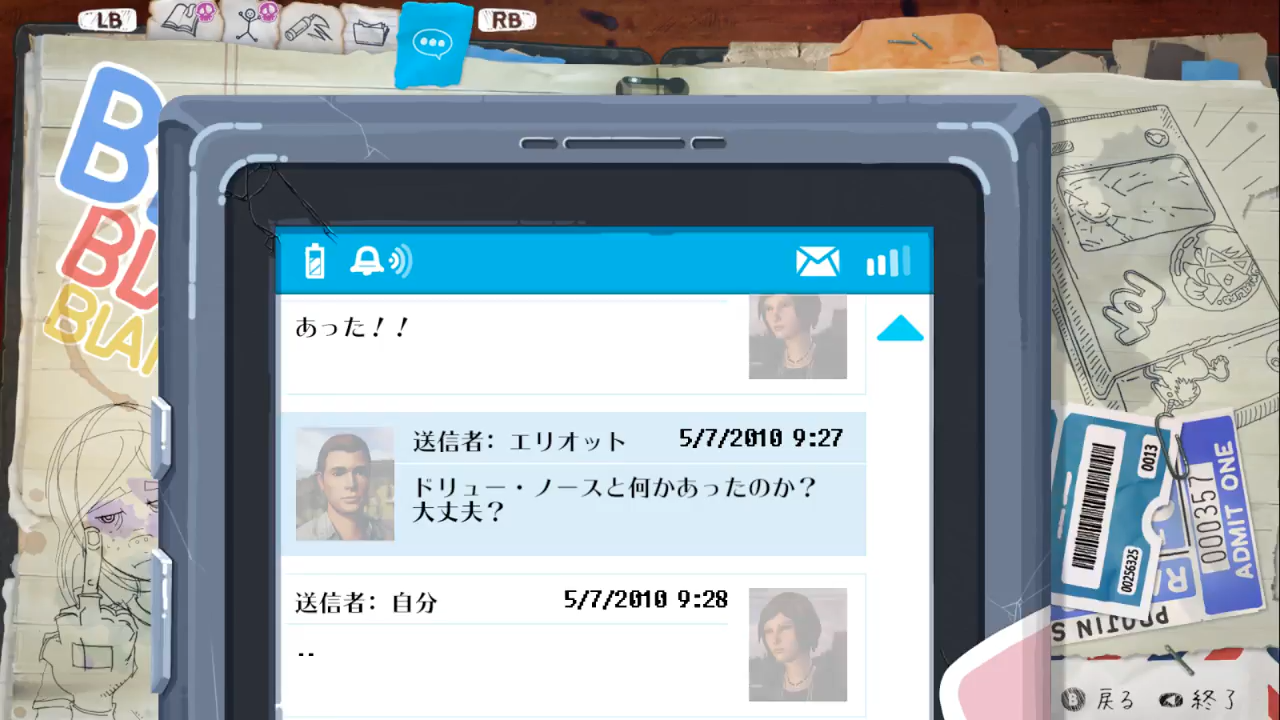 LB
RB
あった！！
送信者: エリオット 5/7/2010 9:27
ドリュー・ノースと何かあったのか？
大丈夫？
送信者: 自分 5/7/2010 9:28
..
0013
00256325
000357
ADMIT ONE
B 戻る 終了